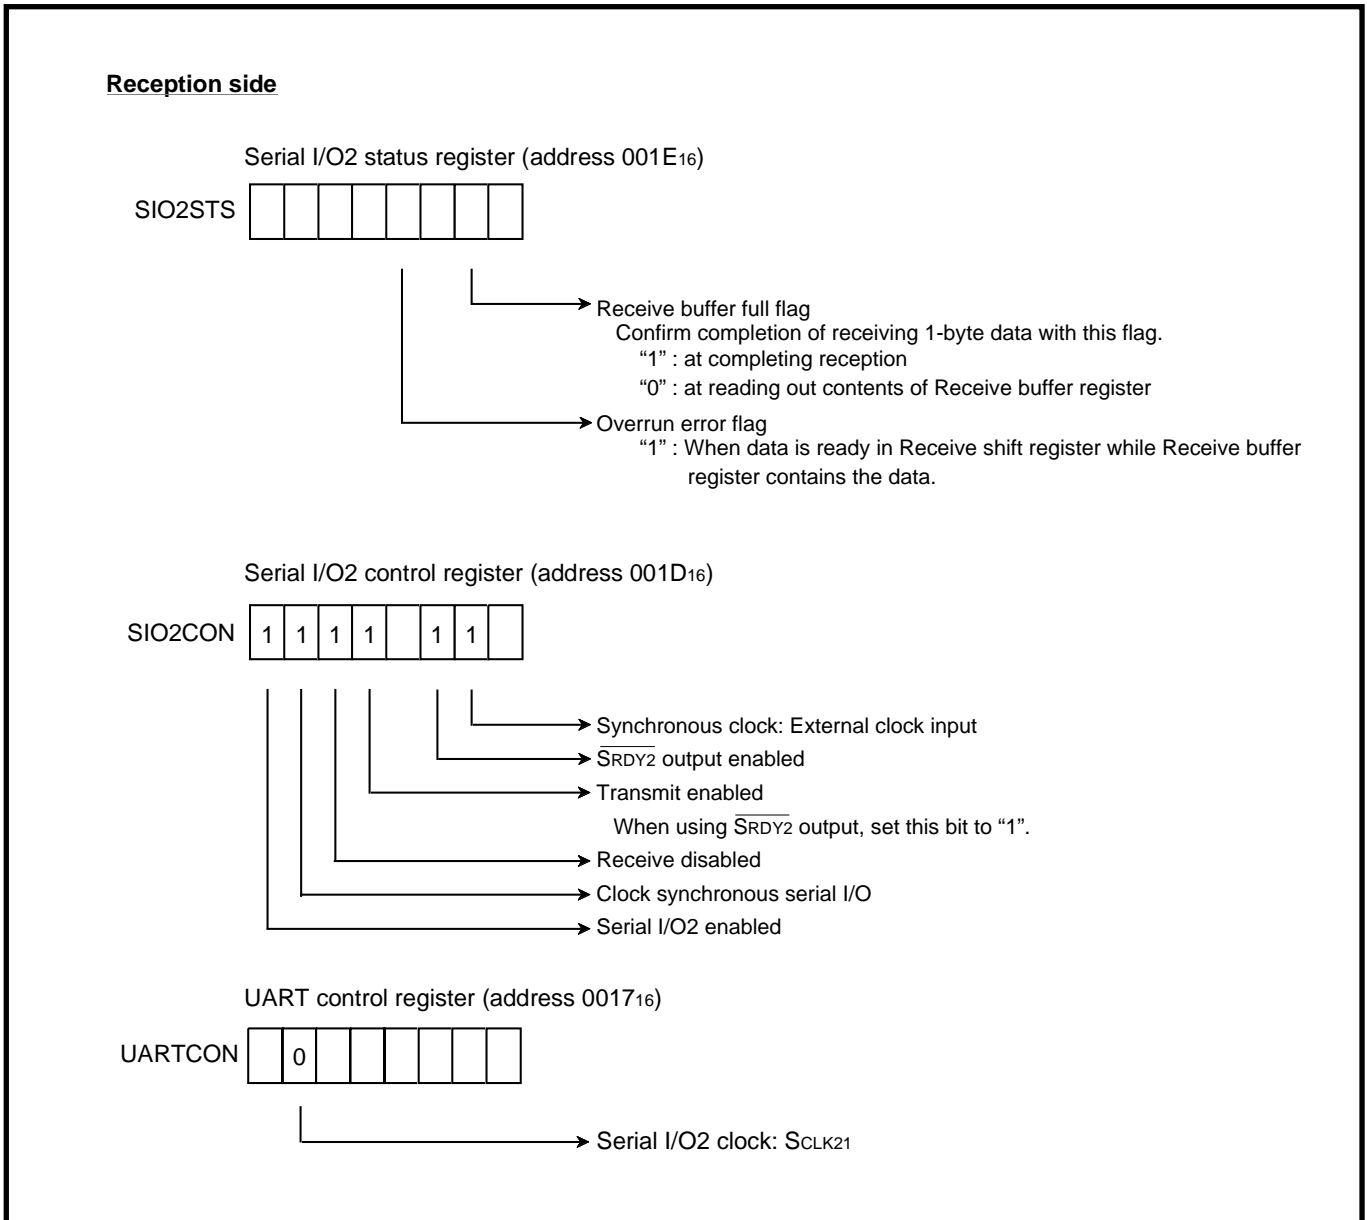 Reception side
Serial I/O2 status register (address 001E16)
SIO2STS
Receive buffer full flag
Confirm completion of receiving 1-byte data with this flag.
“1” : at completing reception
“0” : at reading out contents of Receive buffer register
Overrun error flag
“1” : When data is ready in Receive shift register while Receive buffer
register contains the data.
Serial I/O2 control register (address 001D16)
SIO2CON 1 1 1 1 1 1
Synchronous clock: External clock input
SRDY2 output enabled
Transmit enabled
When using SRDY2 output, set this bit to “1”.
Receive disabled
Clock synchronous serial I/O
Serial I/O2 enabled
UART control register (address 001716)
UARTCON 0
Serial I/O2 clock: SCLK21